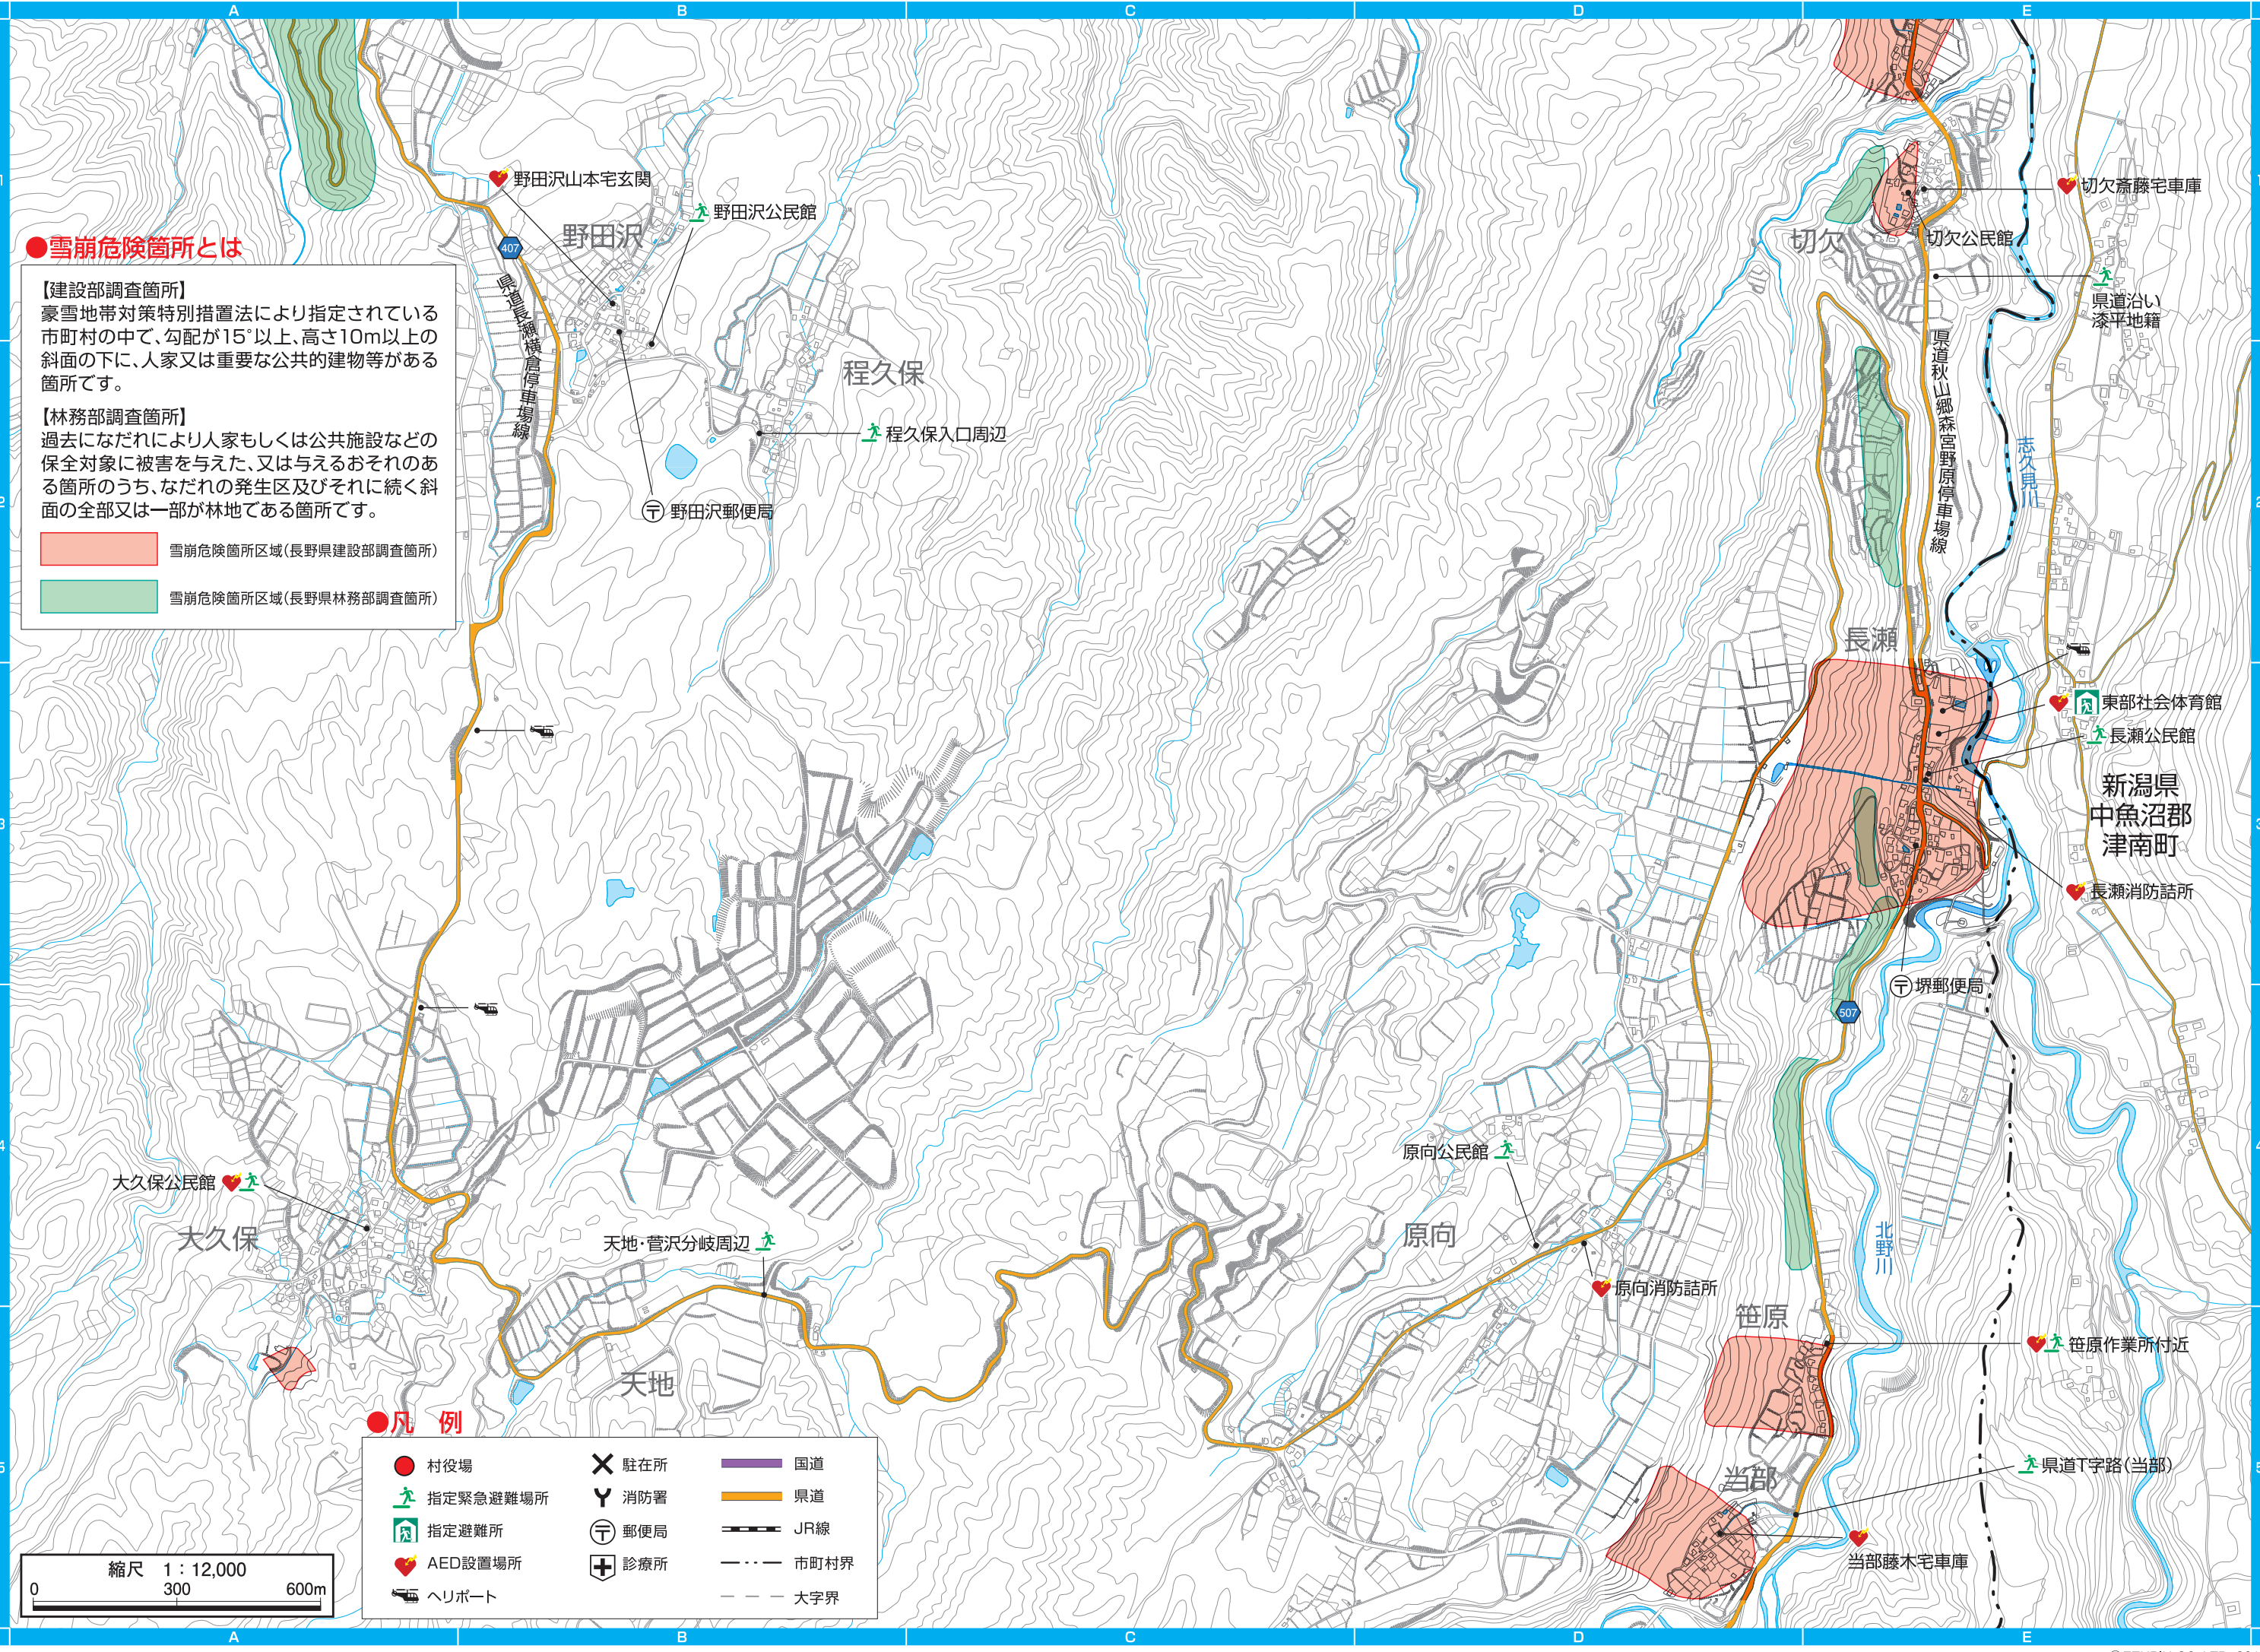 A
B
C
D
E
1
1
2
2
3
3
4
4
5
5
●雪崩危険箇所とは
【建設部調査箇所】
豪雪地帯対策特別措置法により指定されている
市町村の中で、勾配が15°以上、高さ10m以上の
斜面の下に、人家又は重要な公共的建物等がある
箇所です。
【林務部調査箇所】
過去になだれにより人家もしくは公共施設などの
保全対象に被害を与えた、又は与えるおそれのあ
る箇所のうち、なだれの発生区及びそれに続く斜
面の全部又は一部が林地である箇所です。
雪崩危険箇所区域(長野県建設部調査箇所)
雪崩危険箇所区域(長野県林務部調査箇所)
野田沢山本宅玄関
野田沢公民館
野田沢
407
県道長瀬横倉停車場線
程久保
程久保入口周辺
野田沢郵便局
切欠斎藤宅車庫
切欠公民館
切欠
県道沿い
漆平地籍
県道秋山郷森宮野原停車場線
志久見川
長瀬
東部社会体育館
長瀬公民館
新潟県
中魚沼郡
津南町
長瀬消防詰所
堺郵便局
507
大久保公民館
大久保
天地・菅沢分岐周辺
天地
原向公民館
原向
原向消防詰所
北野川
笹原
笹原作業所付近
当部
県道T字路(当部)
当部藤木宅車庫
●凡 例
村役場
指定緊急避難場所
指定避難所
AED設置場所
ヘリポート
駐在所
消防署
郵便局
診療所
国道
県道
JR線
市町村界
大字界
縮尺 1:12,000
0 300 600m
A
B
C
D
E